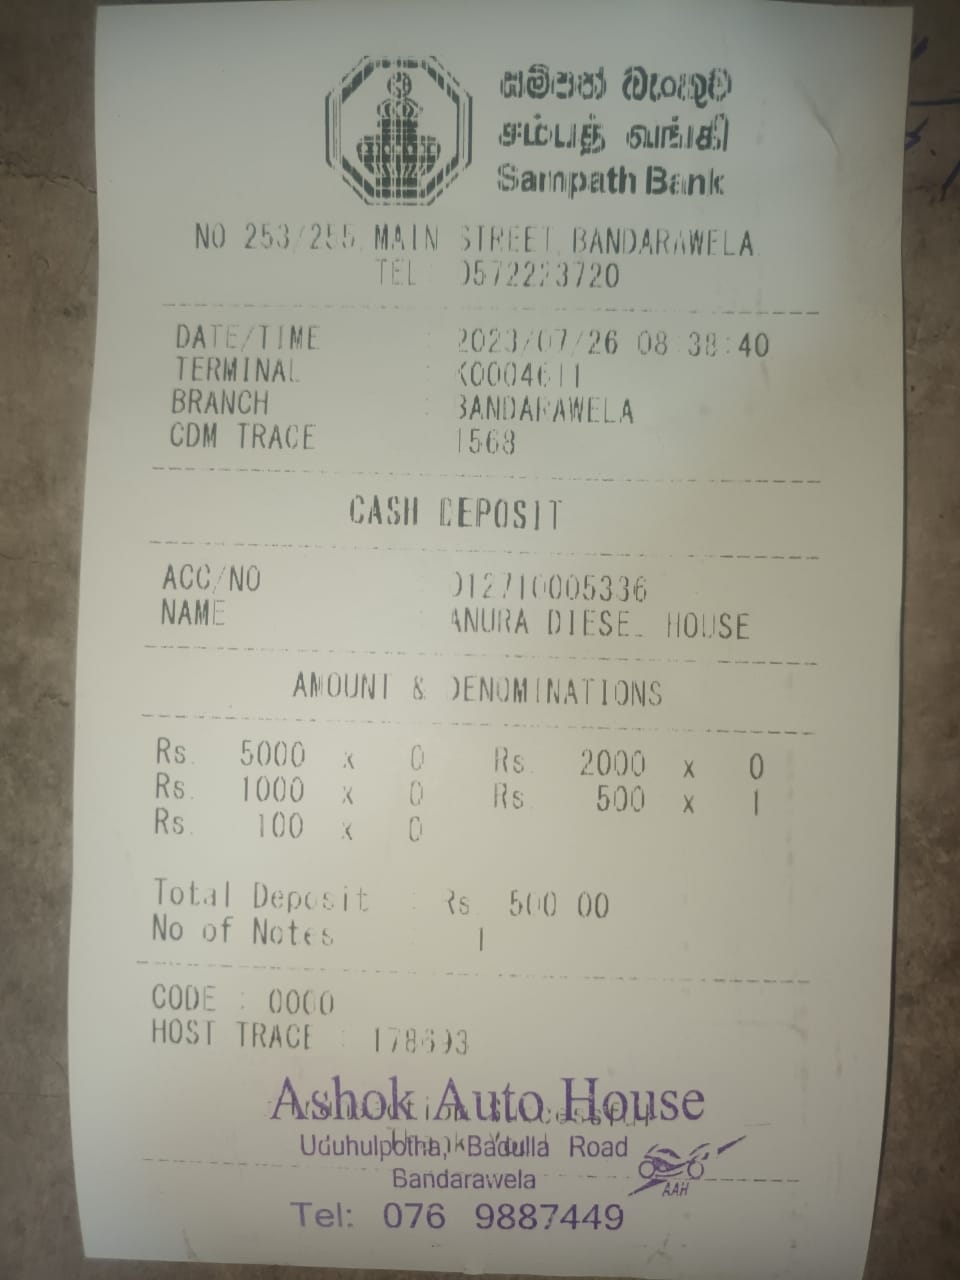 සම්පත් බැංකුව
சம்பத் வங்கி
Sampath Bank
NO 253/255, MAIN STREET, BANDARAWELA.
TEL : 0572223720
DATE/TIME : 2023/07/26 08:38:40
TERMINAL : K0004611
BRANCH : BANDARAWELA
CDM TRACE : 1568
CASH DEPOSIT
ACC/NO 012710005336
NAME ANURA DIESEL HOUSE
AMOUNT & DENOMINATIONS
Rs. 5000 x 0 Rs. 2000 x 0
Rs. 1000 x 0 Rs. 500 x 1
Rs. 100 x 0
Total Deposit : Rs. 500.00
No of Notes : 1
CODE : 0000
HOST TRACE : 178693
Ashok Auto House
Transaction Successful
Uduhulpotha, Badulla Road
Thank You!
Bandarawela
AAH
Tel: 076 9887449